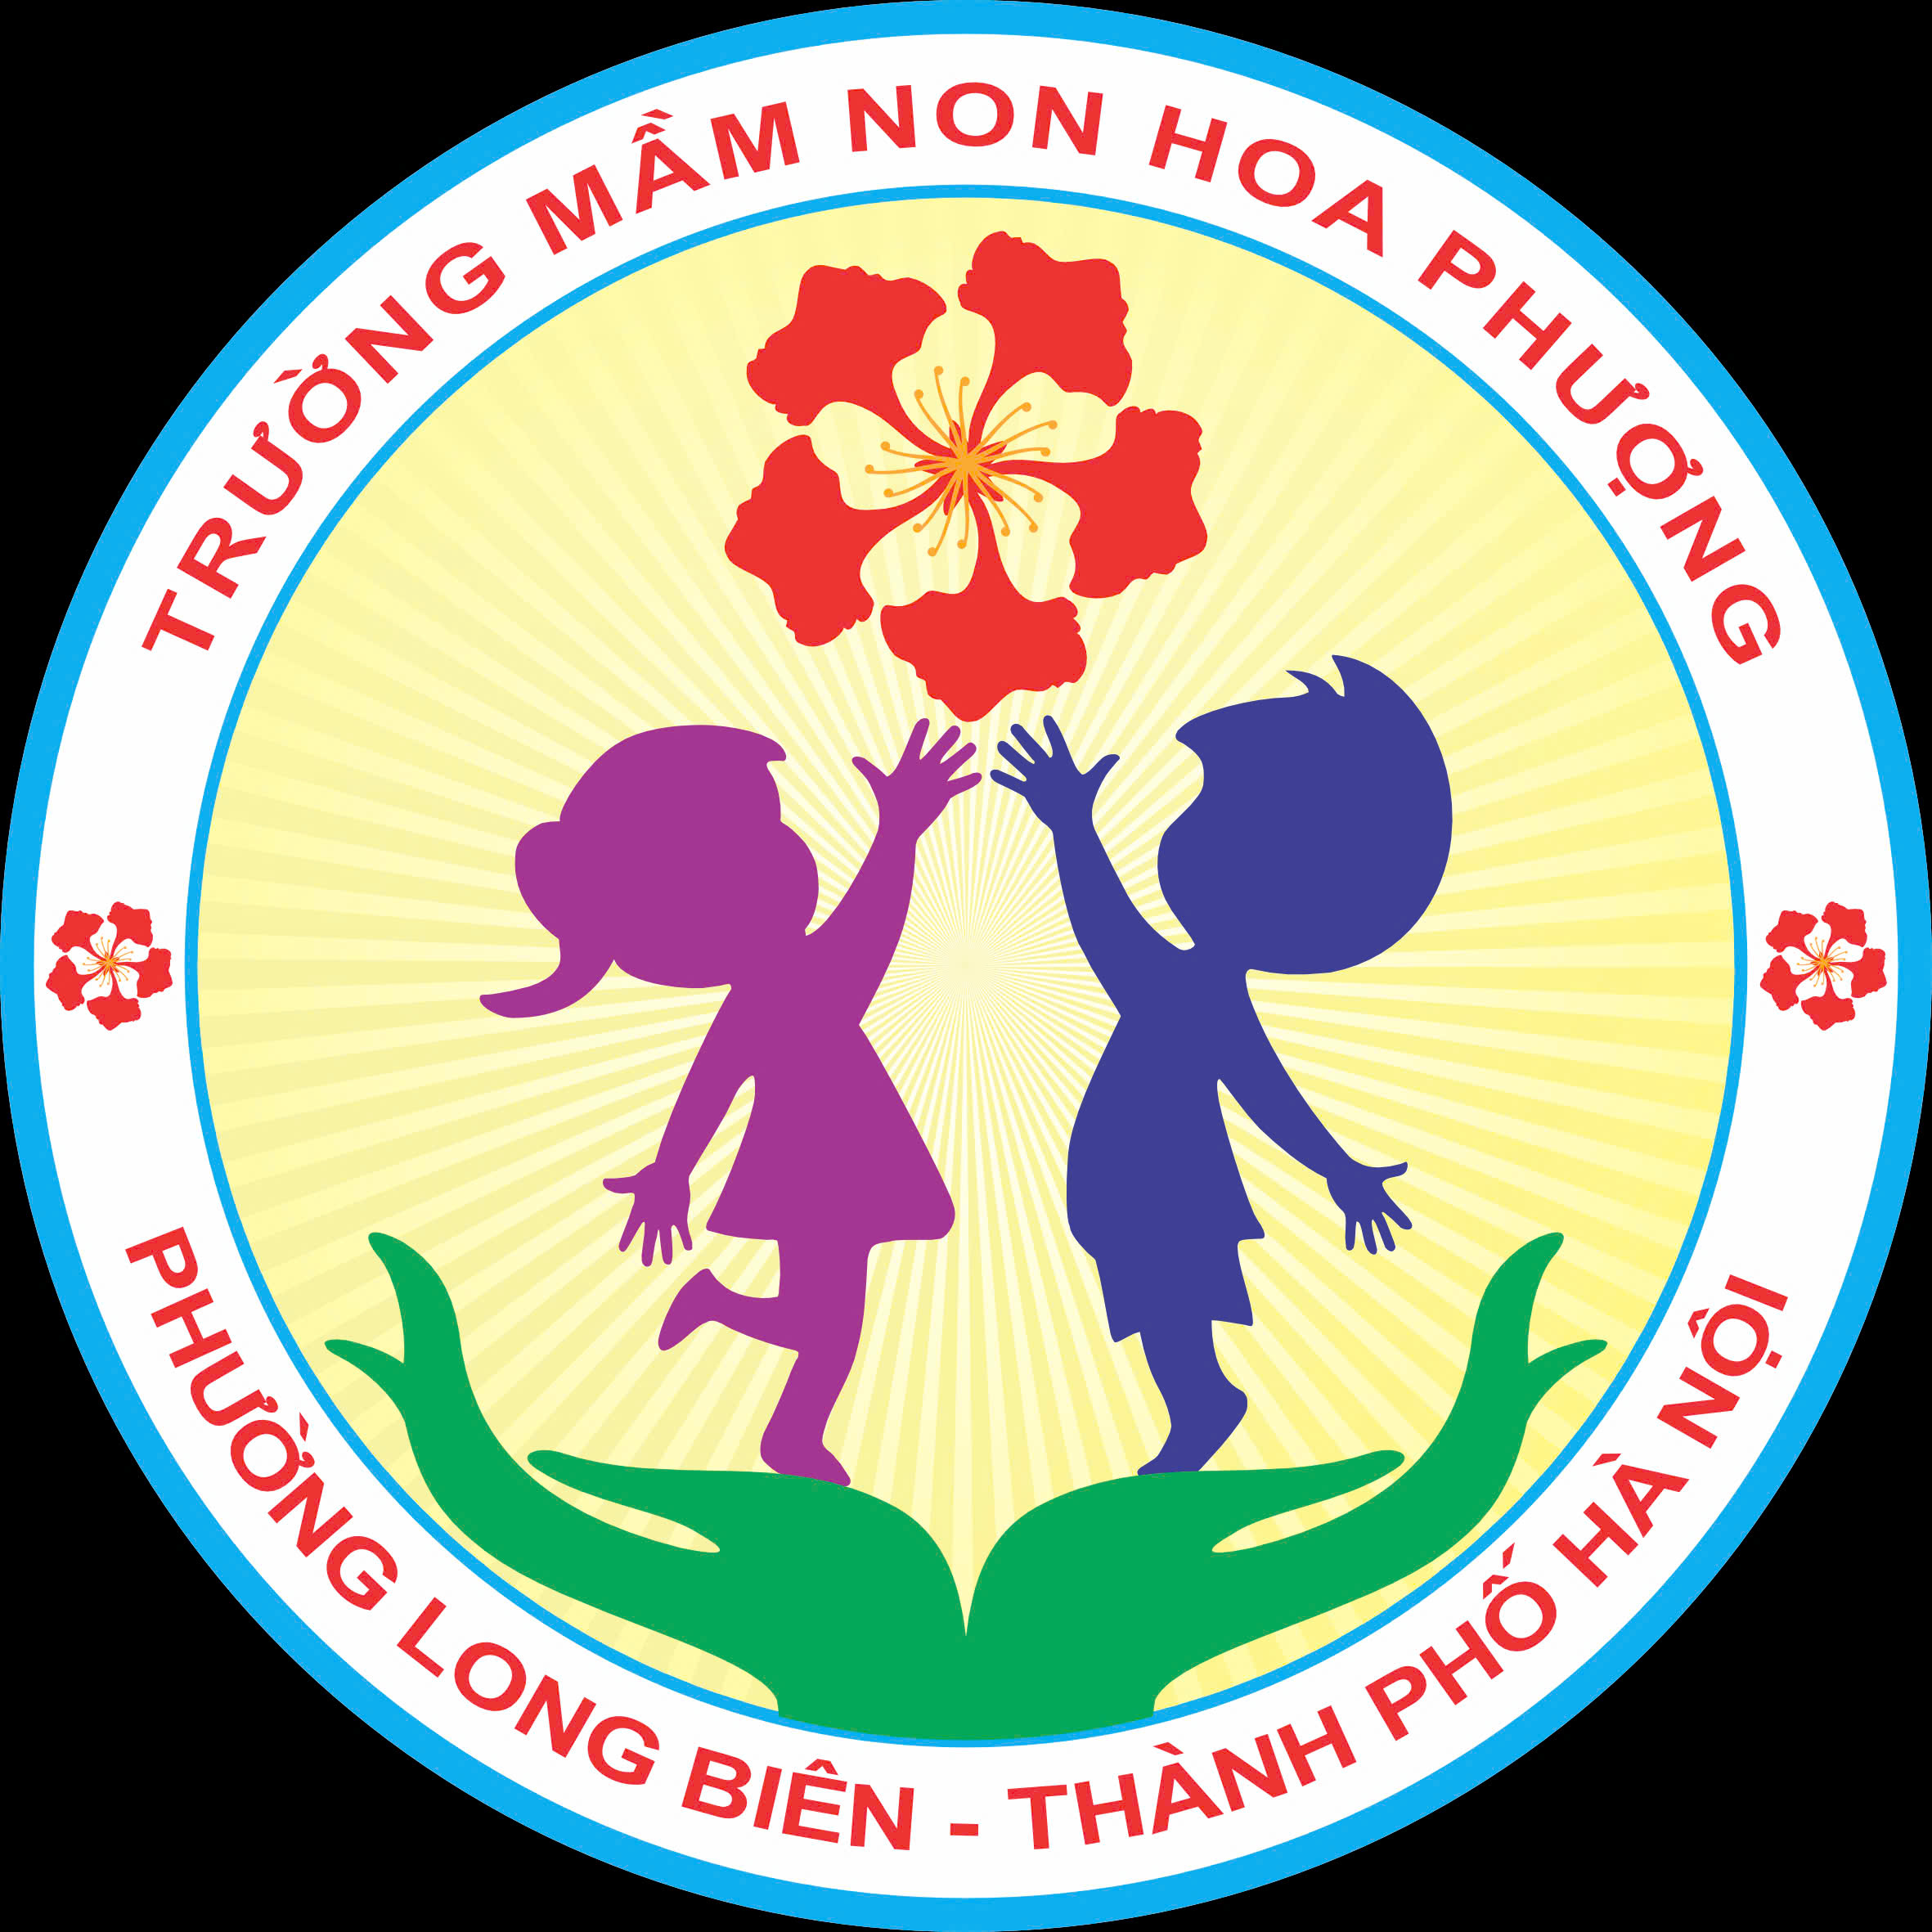 TRƯỜNG MẦM NON HOA PHƯỢNG
PHƯỜNG LONG BIÊN - THÀNH PHỐ HÀ NỘI